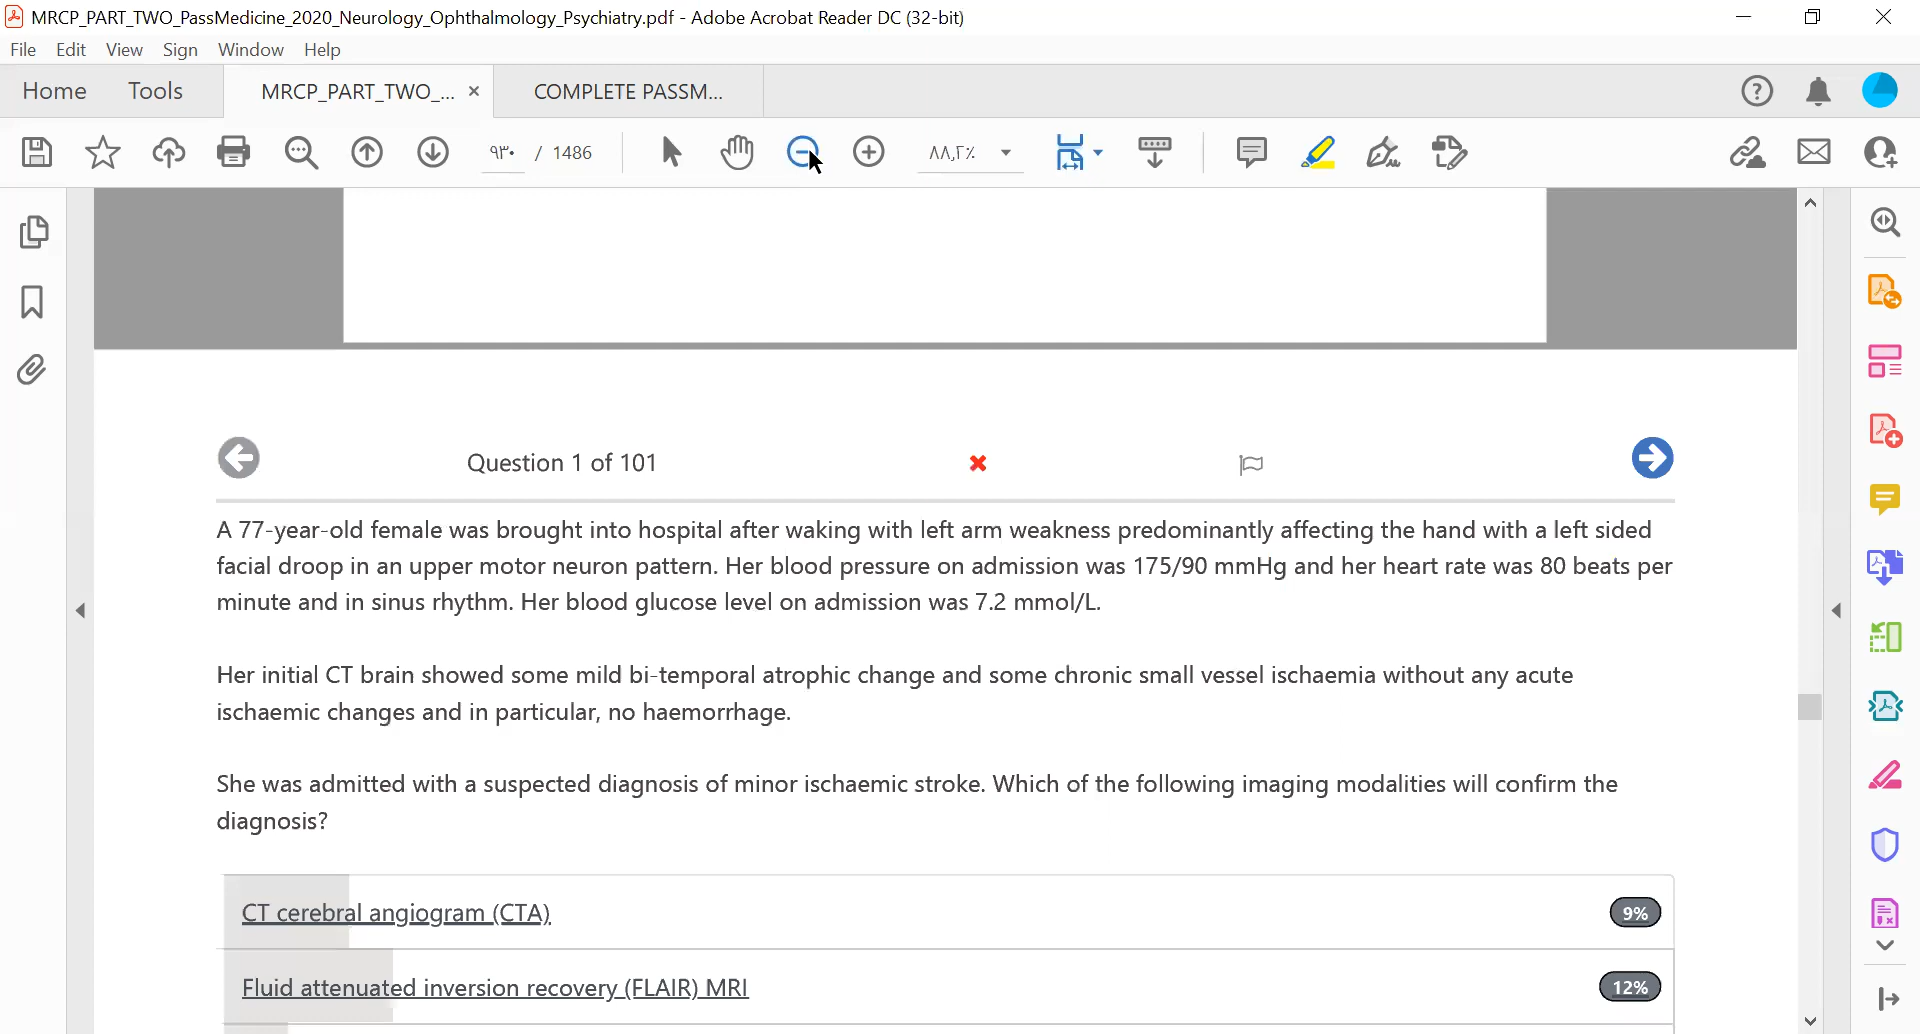 MRCP_PART_TWO_PassMedicine_2020_Neurology_Ophthalmology_Psychiatry.pdf - Adobe Acrobat Reader DC (32-bit)
File Edit View Sign Window Help
Home Tools MRCP_PART_TWO_... × COMPLETE PASSM...
٩٣٠ / 1486 ٨٨,٢٪
Question 1 of 101
A 77-year-old female was brought into hospital after waking with left arm weakness predominantly affecting the hand with a left sided
facial droop in an upper motor neuron pattern. Her blood pressure on admission was 175/90 mmHg and her heart rate was 80 beats per
minute and in sinus rhythm. Her blood glucose level on admission was 7.2 mmol/L.
Her initial CT brain showed some mild bi-temporal atrophic change and some chronic small vessel ischaemia without any acute
ischaemic changes and in particular, no haemorrhage.
She was admitted with a suspected diagnosis of minor ischaemic stroke. Which of the following imaging modalities will confirm the
diagnosis?
CT cerebral angiogram (CTA) 9%
Fluid attenuated inversion recovery (FLAIR) MRI 12%